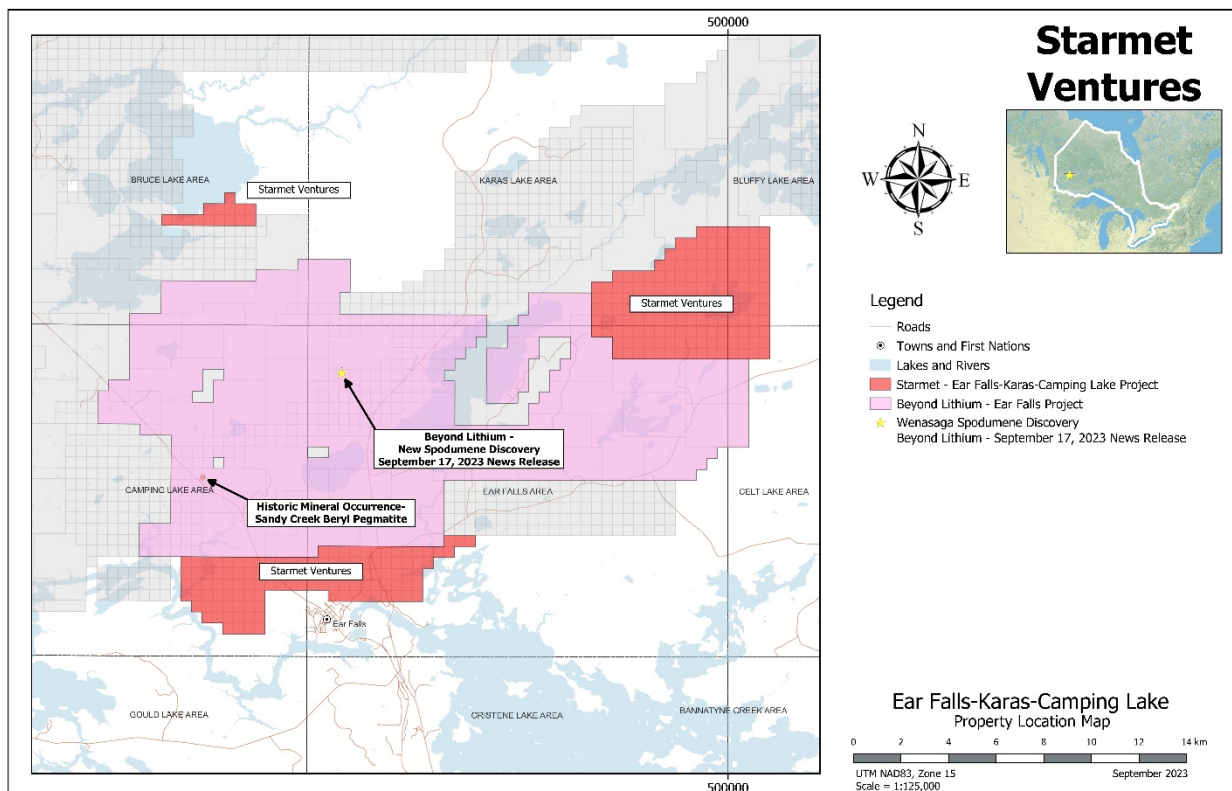 500000
Starmet
Ventures
N
W
E
S
BRUCE LAKE AREA
KARAS LAKE AREA
BLUFFY LAKE AREA
Starmet Ventures
Starmet Ventures
Beyond Lithium -
New Spodumene Discovery
September 17, 2023 News Release
CAMPING LAKE AREA
EAR FALLS AREA
CELT LAKE AREA
Historic Mineral Occurrence-
Sandy Creek Beryl Pegmatite
Starmet Ventures
Ear Falls
GOULD LAKE AREA
CRISTENE LAKE AREA
BANNATYNE CREEK AREA
500000
Legend
Roads
Towns and First Nations
Lakes and Rivers
Starmet - Ear Falls-Karas-Camping Lake Project
Beyond Lithium - Ear Falls Project
Wenasaga Spodumene Discovery
Beyond Lithium - September 17, 2023 News Release
Ear Falls-Karas-Camping Lake
Property Location Map
0 2 4 6 8 10 12 14 km
UTM NAD83, Zone 15
September 2023
Scale = 1:125,000